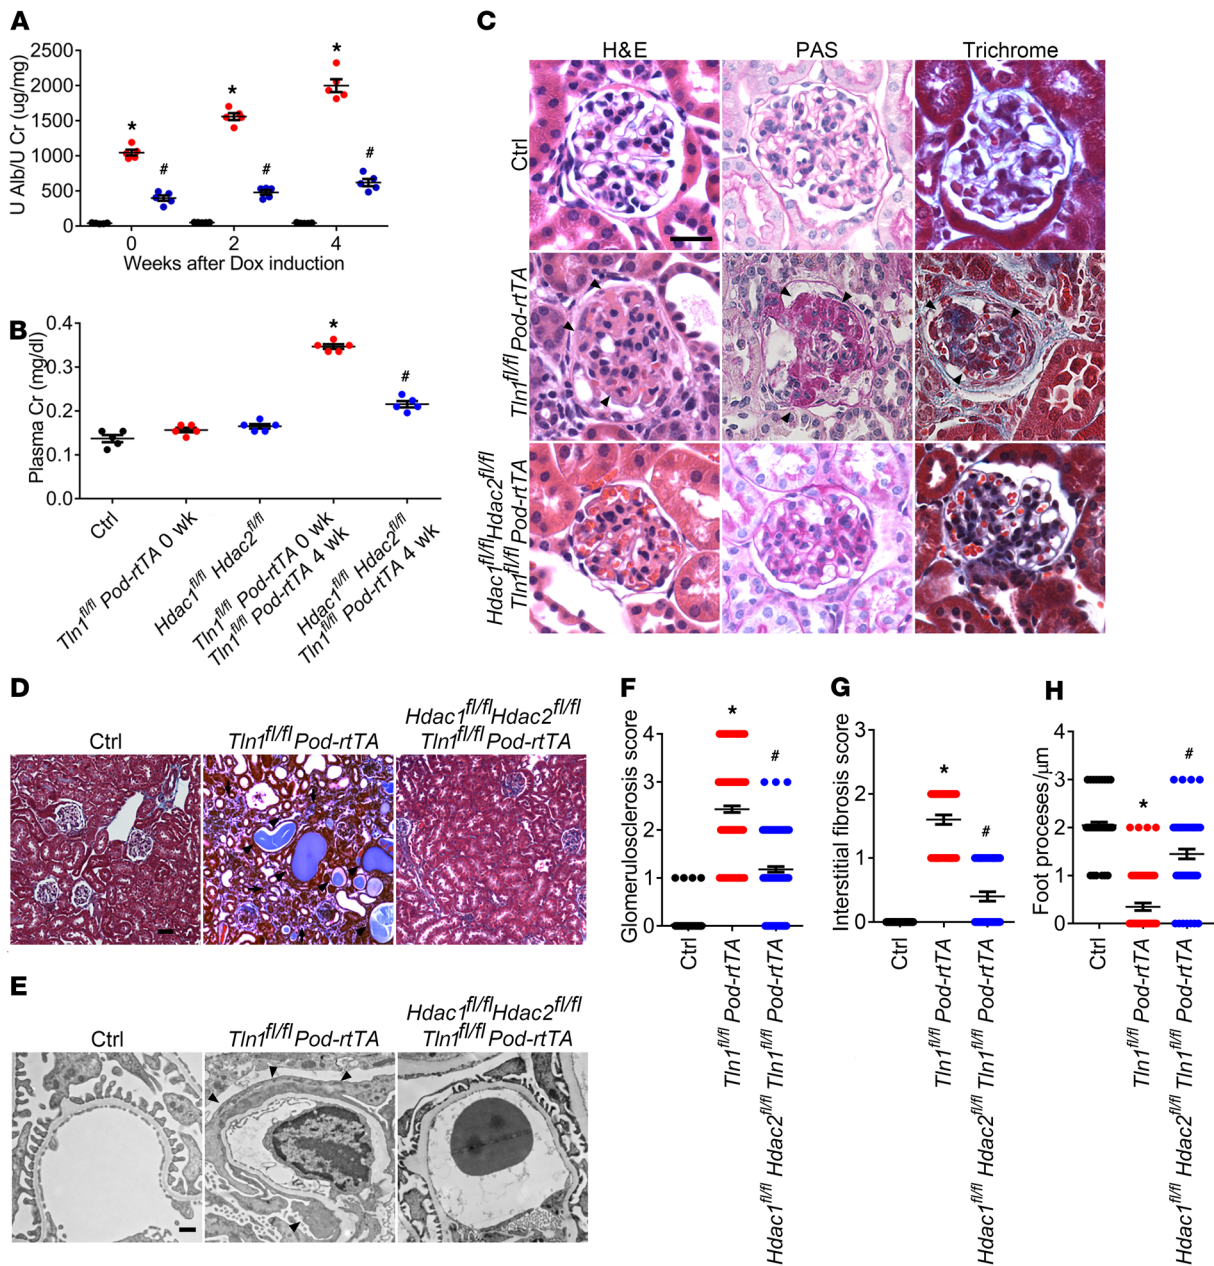 A
U Alb/U Cr (ug/mg)
2500
2000
1500
1000
500
0
*
#
*
#
*
#
0
2
4
Weeks after Dox induction
B
Plasma Cr (mg/dl)
0.4
0.3
0.2
0.1
0.0
*
#
Ctrl
Tln1fl/fl Pod-rtTA 0 wk
Hdac1fl/fl Hdac2fl/fl
Tln1fl/fl Pod-rtTA 0 wk
Tln1fl/fl Pod-rtTA 4 wk
Hdac1fl/fl Hdac2fl/fl
Tln1fl/fl Pod-rtTA 4 wk
C
H&E
PAS
Trichrome
Ctrl
Tln1fl/fl Pod-rtTA
Hdac1fl/flHdac2fl/fl
Tln1fl/fl Pod-rtTA
D
Ctrl
Tln1fl/fl Pod-rtTA
Hdac1fl/flHdac2fl/fl
Tln1fl/fl Pod-rtTA
E
Ctrl
Tln1fl/fl Pod-rtTA
Hdac1fl/flHdac2fl/fl
Tln1fl/fl Pod-rtTA
F
Glomerulosclerosis score
4
3
2
1
0
*
#
Ctrl
Tln1fl/fl Pod-rtTA
Hdac1fl/fl Hdac2fl/fl Tln1fl/fl Pod-rtTA
G
Interstitial fibrosis score
3
2
1
0
*
#
Ctrl
Tln1fl/fl Pod-rtTA
Hdac1fl/fl Hdac2fl/fl Tln1fl/fl Pod-rtTA
H
Foot proceses/μm
4
3
2
1
0
*
#
Ctrl
Tln1fl/fl Pod-rtTA
Hdac1fl/fl Hdac2fl/fl Tln1fl/fl Pod-rtTA